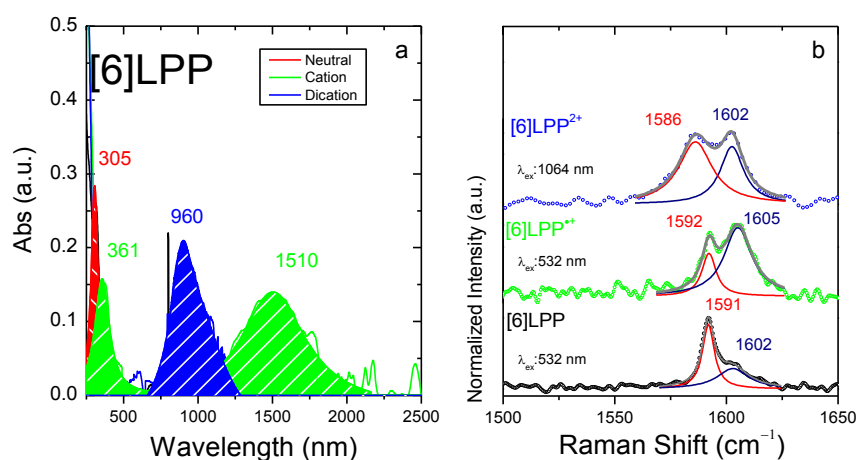 a
[6]LPP
Neutral
Cation
Dication
305
361
960
1510
0.5
0.4
0.3
0.2
0.1
0.0
Abs (a.u.)
500 1000 1500 2000 2500
Wavelength (nm)
b
1586
1602
[6]LPP²⁺
λex:1064 nm
1592
1605
[6]LPP•⁺
λex:532 nm
1591
1602
[6]LPP
λex:532 nm
Normalized Intensity (a.u.)
1500 1550 1600 1650
Raman Shift (cm⁻¹)